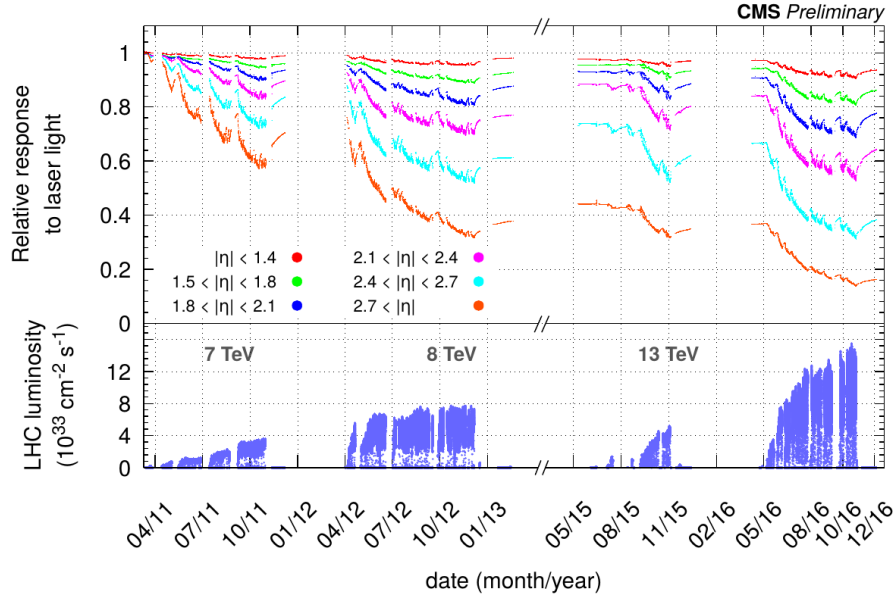 CMS Preliminary
Relative response
to laser light
1
0.8
0.6
0.4
0.2
0
|η| < 1.4
1.5 < |η| < 1.8
1.8 < |η| < 2.1
2.1 < |η| < 2.4
2.4 < |η| < 2.7
2.7 < |η|
LHC luminosity
(10³³ cm⁻² s⁻¹)
12
8
4
0
7 TeV
8 TeV
13 TeV
04/11
07/11
10/11
01/12
04/12
07/12
10/12
01/13
05/15
08/15
11/15
02/16
05/16
08/16
10/16
12/16
date (month/year)